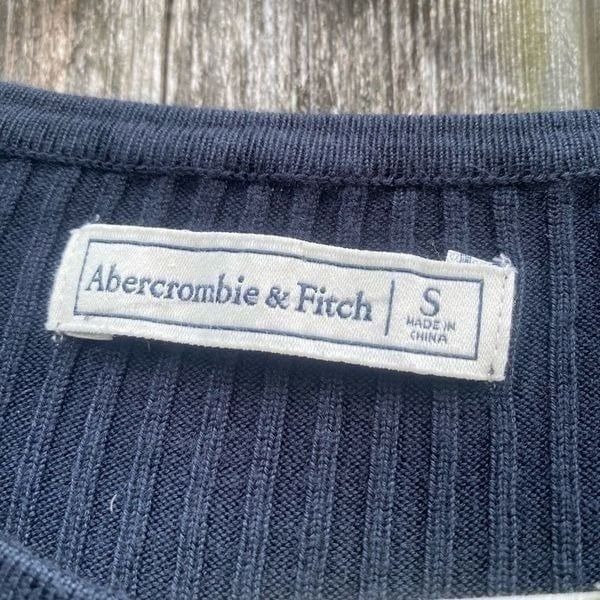 Abercrombie & Fitch
S
MADE IN
CHINA